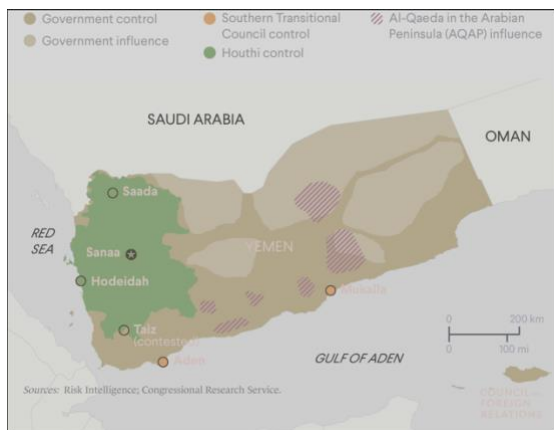 Government control
Government influence
Southern Transitional
Council control
Houthi control
Al-Qaeda in the Arabian
Peninsula (AQAP) influence
SAUDI ARABIA
OMAN
Saada
RED
SEA
Sanaa
YEMEN
Hodeidah
Mukalla
Taiz
(contested)
Aden
GULF OF ADEN
0 200 km
0 100 mi
Sources: Risk Intelligence; Congressional Research Service.
COUNCIL on
FOREIGN
RELATIONS